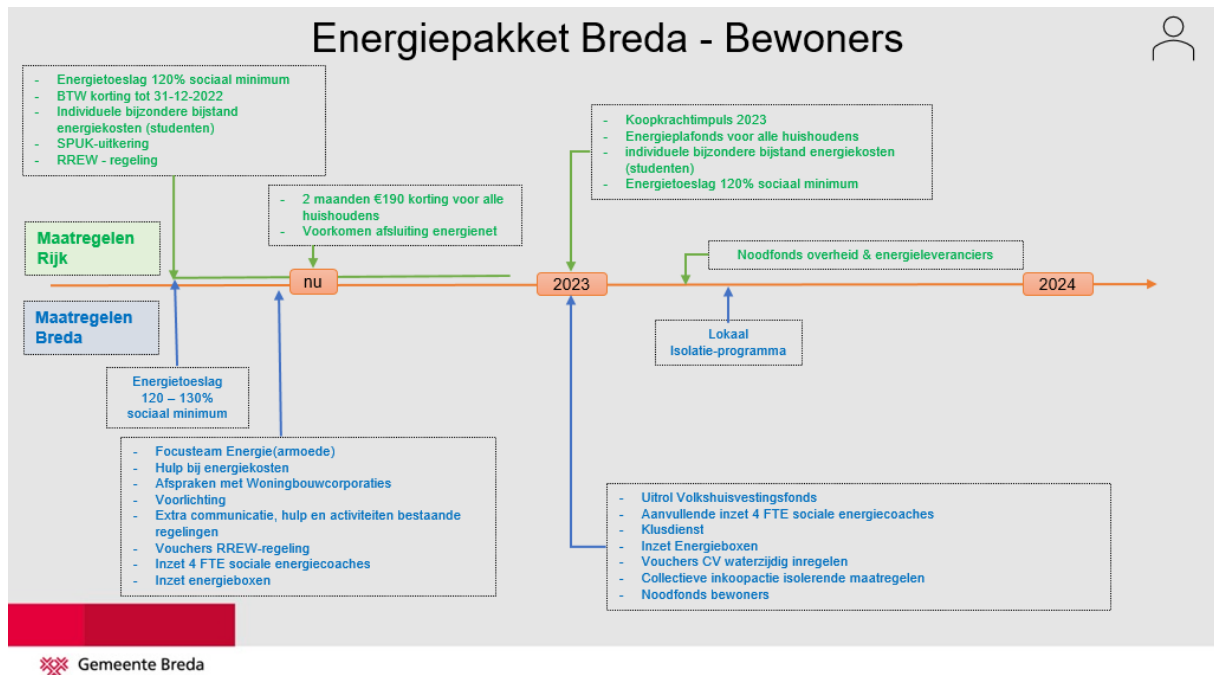 Energiepakket Breda - Bewoners
- Energietoeslag 120% sociaal minimum
- BTW korting tot 31-12-2022
- Individuele bijzondere bijstand
energiekosten (studenten)
- SPUK-uitkering
- RREW - regeling
- 2 maanden €190 korting voor alle
huishoudens
- Voorkomen afsluiting energienet
- Koopkrachtimpuls 2023
- Energieplafonds voor alle huishoudens
- individuele bijzondere bijstand energiekosten
(studenten)
- Energietoeslag 120% sociaal minimum
Maatregelen
Rijk
Noodfonds overheid & energieleveranciers
nu
2023
2024
Maatregelen
Breda
Lokaal
Isolatie-programma
Energietoeslag
120 – 130%
sociaal minimum
- Focusteam Energie(armoede)
- Hulp bij energiekosten
- Afspraken met Woningbouwcorporaties
- Voorlichting
- Extra communicatie, hulp en activiteiten bestaande
regelingen
- Vouchers RREW-regeling
- Inzet 4 FTE sociale energiecoaches
- Inzet energieboxen
- Uitrol Volkshuisvestingsfonds
- Aanvullende inzet 4 FTE sociale energiecoaches
- Klusdienst
- Inzet Energieboxen
- Vouchers CV waterzijdig inregelen
- Collectieve inkoopactie isolerende maatregelen
- Noodfonds bewoners
Gemeente Breda